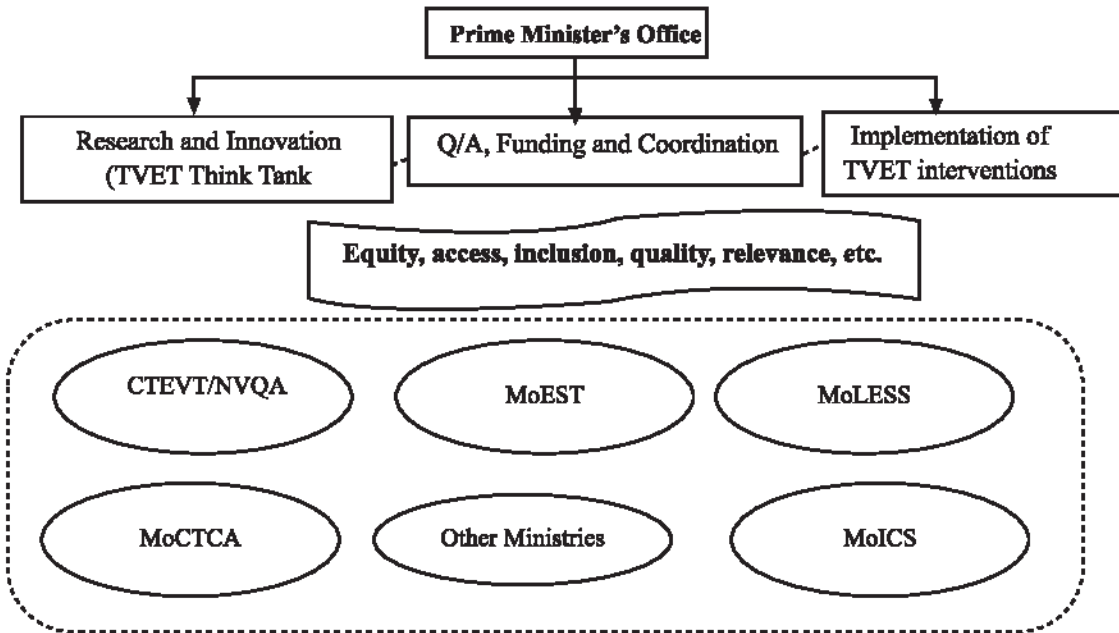 Prime Minister's Office
Research and Innovation
(TVET Think Tank
Q/A, Funding and Coordination
Implementation of
TVET interventions
Equity, access, inclusion, quality, relevance, etc.
CTEVT/NVQA
MoEST
MoLESS
MoCTCA
Other Ministries
MoICS